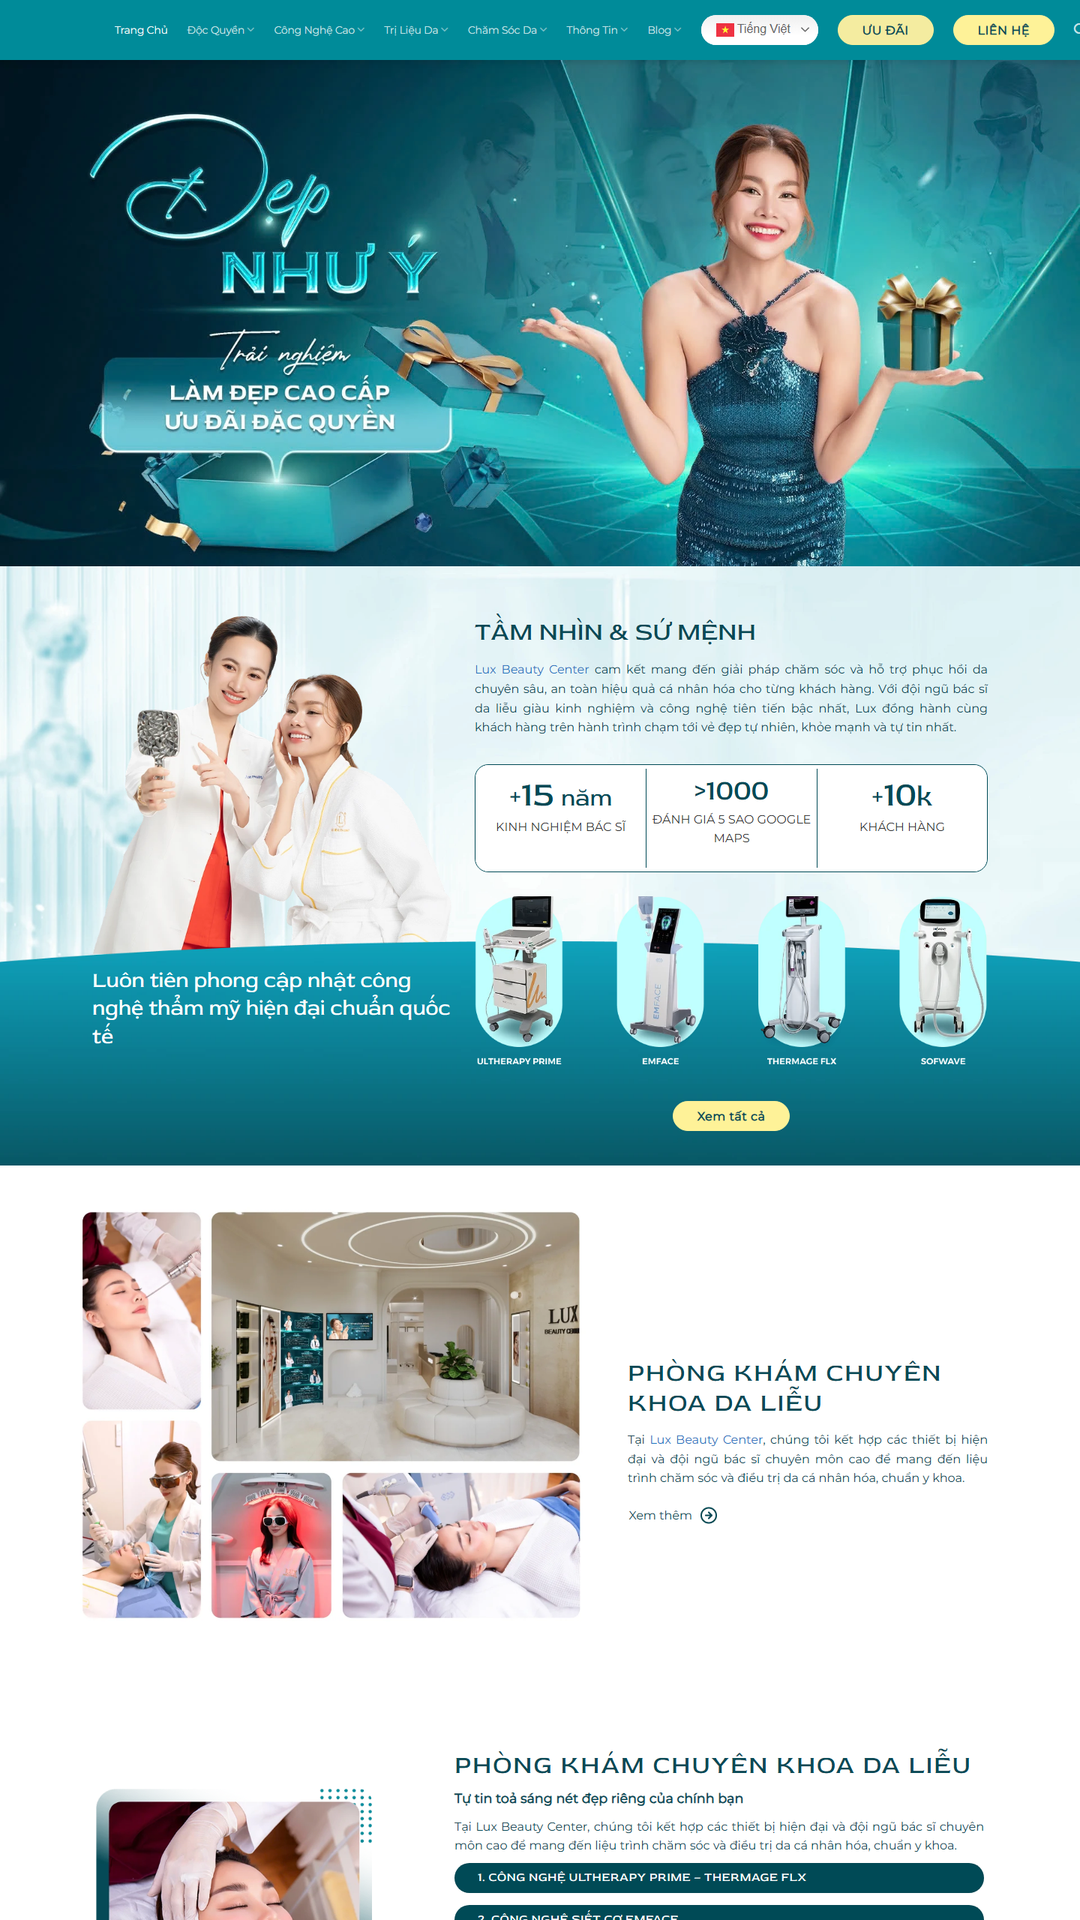 Trang Chủ
Độc Quyền
Công Nghệ Cao
Trị Liệu Da
Chăm Sóc Da
Thông Tin
Blog
Tiếng Việt
ƯU ĐÃI
LIÊN HỆ
Đẹp
NHƯ Ý
Trải nghiệm
LÀM ĐẸP CAO CẤP
ƯU ĐÃI ĐẶC QUYỀN
TẦM NHÌN & SỨ MỆNH
Lux Beauty Center cam kết mang đến giải pháp chăm sóc và hỗ trợ phục hồi da
chuyên sâu, an toàn hiệu quả cá nhân hóa cho từng khách hàng. Với đội ngũ bác sĩ
da liễu giàu kinh nghiệm và công nghệ tiên tiến bậc nhất, Lux đồng hành cùng
khách hàng trên hành trình chạm tới vẻ đẹp tự nhiên, khỏe mạnh và tự tin nhất.
+15 năm
KINH NGHIỆM BÁC SĨ
>1000
ĐÁNH GIÁ 5 SAO GOOGLE
MAPS
+10k
KHÁCH HÀNG
Luôn tiên phong cập nhật công
nghệ thẩm mỹ hiện đại chuẩn quốc
tế
EMFACE
ULTHERAPY PRIME
EMFACE
THERMAGE FLX
SOFWAVE
Xem tất cả
LUX
BEAUTY CEN
PHÒNG KHÁM CHUYÊN
KHOA DA LIỄU
Tại Lux Beauty Center, chúng tôi kết hợp các thiết bị hiện
đại và đội ngũ bác sĩ chuyên môn cao để mang đến liệu
trình chăm sóc và điều trị da cá nhân hóa, chuẩn y khoa.
Xem thêm
PHÒNG KHÁM CHUYÊN KHOA DA LIỄU
Tự tin toả sáng nét đẹp riêng của chính bạn
Tại Lux Beauty Center, chúng tôi kết hợp các thiết bị hiện đại và đội ngũ bác sĩ chuyên
môn cao để mang đến liệu trình chăm sóc và điều trị da cá nhân hóa, chuẩn y khoa.
1. CÔNG NGHỆ ULTHERAPY PRIME – THERMAGE FLX
2. CÔNG NGHỆ SIẾT CƠ EMFACE